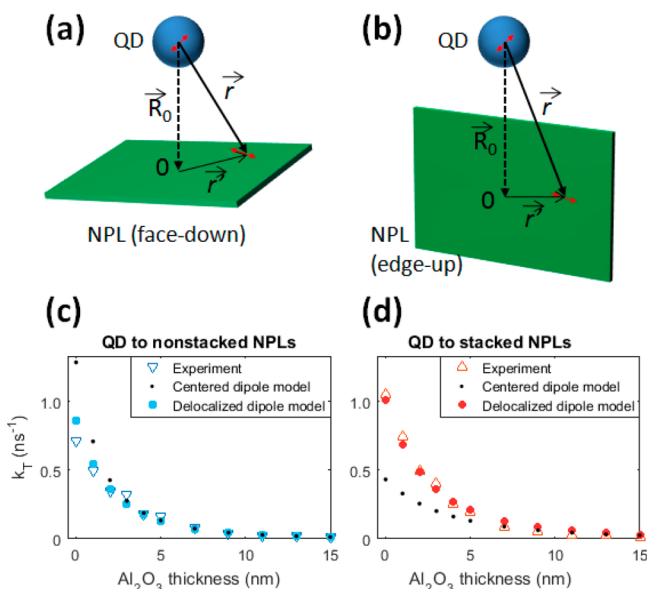 (a)
QD
R₀
r
0
r'
NPL (face-down)
(b)
QD
R₀
r
0
r'
NPL
(edge-up)
(c)
QD to nonstacked NPLs
Experiment
Centered dipole model
Delocalized dipole model
1.0
0.5
0
k_T (ns⁻¹)
0 5 10 15
Al₂O₃ thickness (nm)
(d)
QD to stacked NPLs
Experiment
Centered dipole model
Delocalized dipole model
1.0
0.5
0
0 5 10 15
Al₂O₃ thickness (nm)